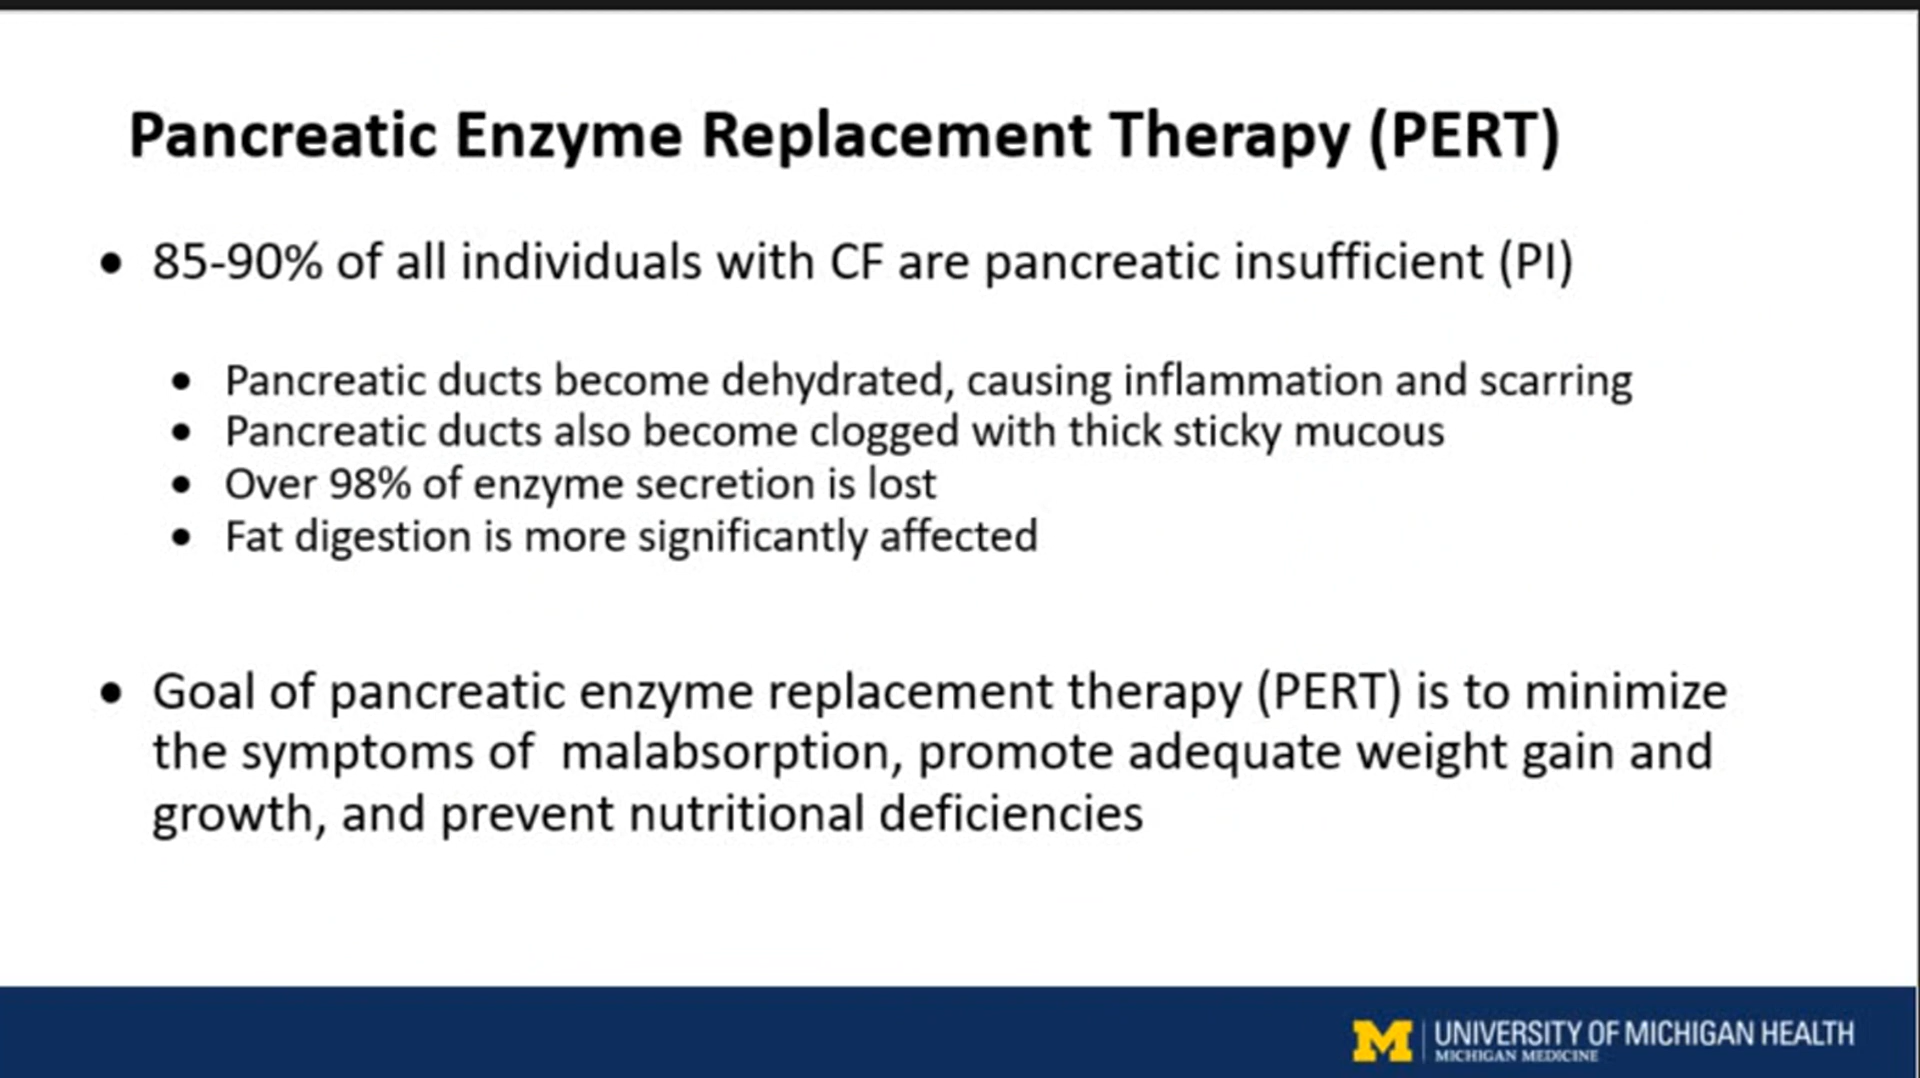 Pancreatic Enzyme Replacement Therapy (PERT)
• 85-90% of all individuals with CF are pancreatic insufficient (PI)
• Pancreatic ducts become dehydrated, causing inflammation and scarring
• Pancreatic ducts also become clogged with thick sticky mucous
• Over 98% of enzyme secretion is lost
• Fat digestion is more significantly affected
• Goal of pancreatic enzyme replacement therapy (PERT) is to minimize
the symptoms of  malabsorption, promote adequate weight gain and
growth, and prevent nutritional deficiencies
M UNIVERSITY OF MICHIGAN HEALTH
MICHIGAN MEDICINE